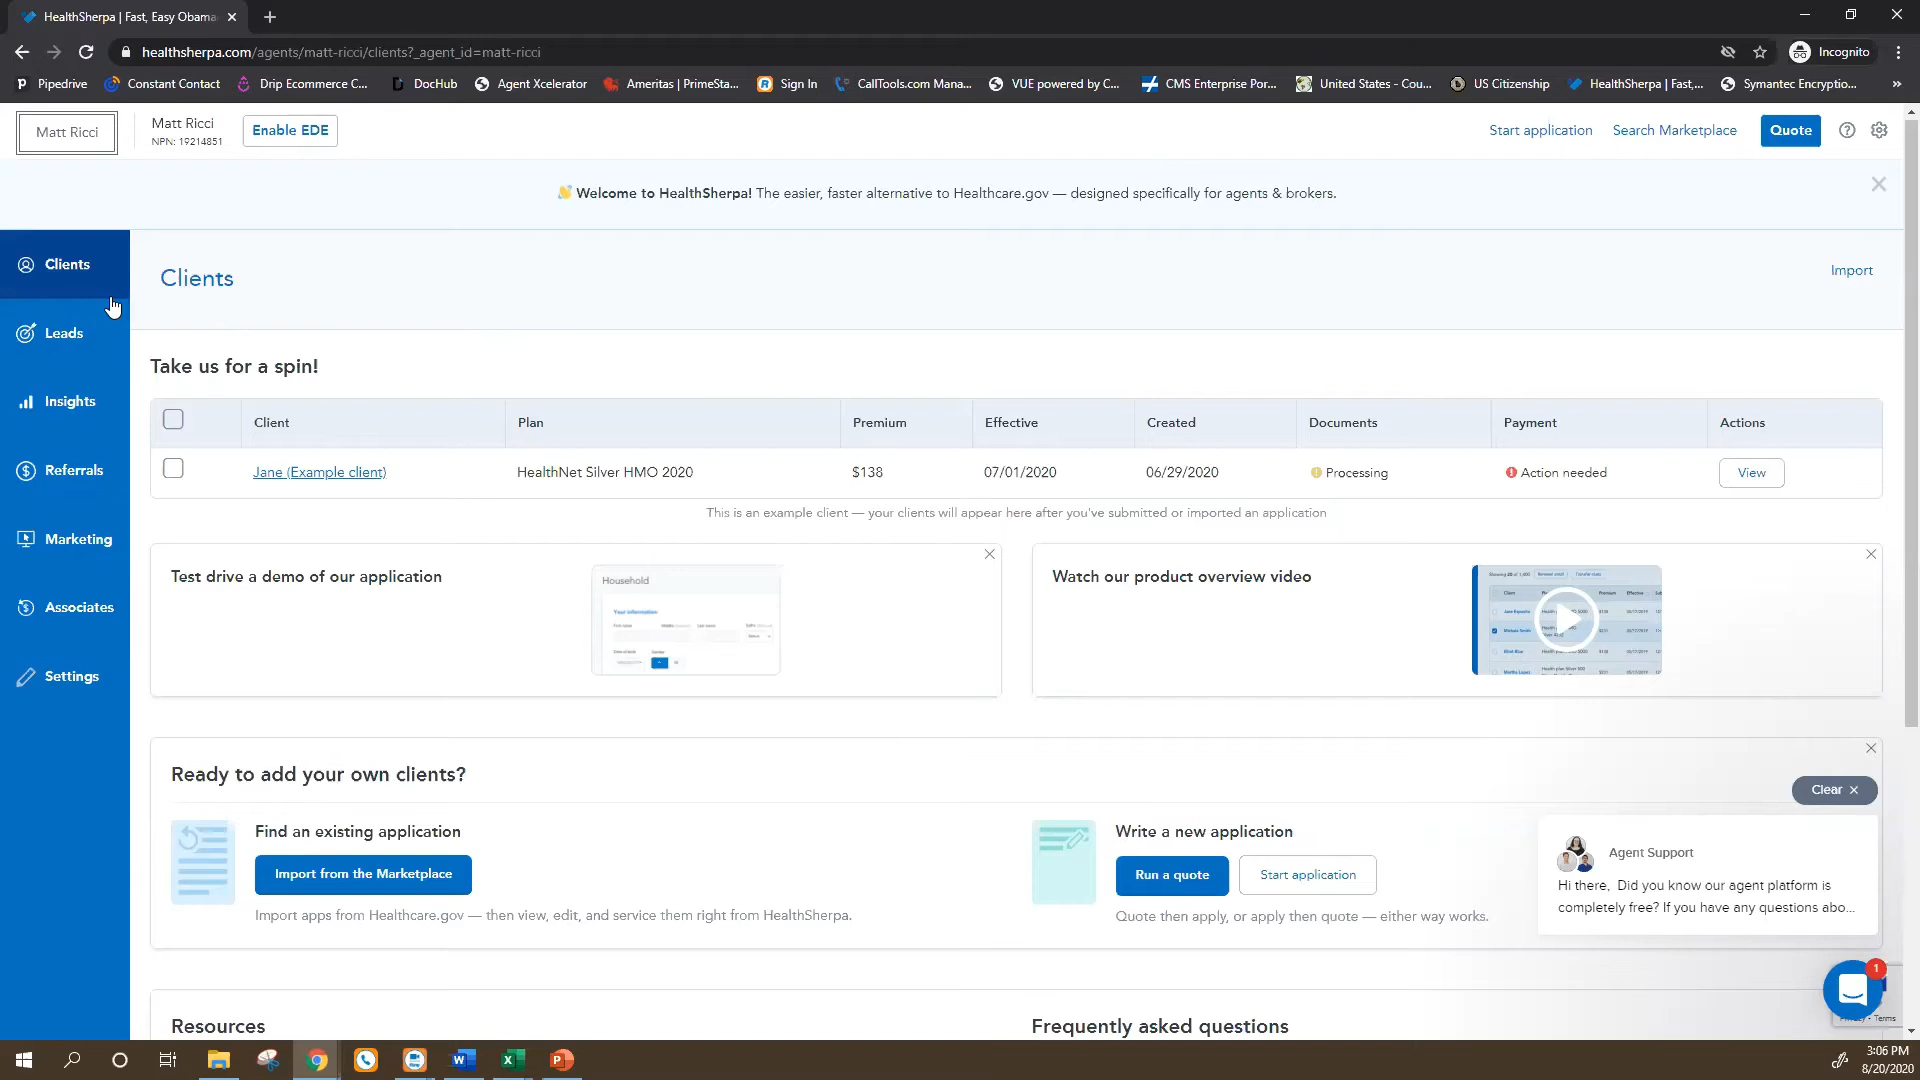 HealthSherpa | Fast, Easy Obama
healthsherpa.com/agents/matt-ricci/clients?_agent_id=matt-ricci
Incognito
Pipedrive
Constant Contact
Drip Ecommerce C...
DocHub
Agent Xcelerator
Ameritas | PrimeSta...
Sign In
CallTools.com Mana...
VUE powered by C...
CMS Enterprise Por...
United States - Cou...
US Citizenship
HealthSherpa | Fast,...
Symantec Encryptio...
»
Matt Ricci
Matt Ricci
NPN: 19214851
Enable EDE
Start application
Search Marketplace
Quote
Welcome to HealthSherpa! The easier, faster alternative to Healthcare.gov — designed specifically for agents & brokers.
Clients
Leads
Insights
Referrals
Marketing
Associates
Settings
Clients
Import
Take us for a spin!
Client
Plan
Premium
Effective
Created
Documents
Payment
Actions
Jane (Example client)
HealthNet Silver HMO 2020
$138
07/01/2020
06/29/2020
Processing
Action needed
View
This is an example client — your clients will appear here after you've submitted or imported an application
Test drive a demo of our application
Household
Your information
Watch our product overview video
Ready to add your own clients?
Find an existing application
Import from the Marketplace
Import apps from Healthcare.gov — then view, edit, and service them right from HealthSherpa.
Write a new application
Run a quote
Start application
Quote then apply, or apply then quote — either way works.
Clear
Agent Support
Hi there, Did you know our agent platform is
completely free? If you have any questions abo...
1
Terms
Resources
Frequently asked questions
3:06 PM
8/20/2020